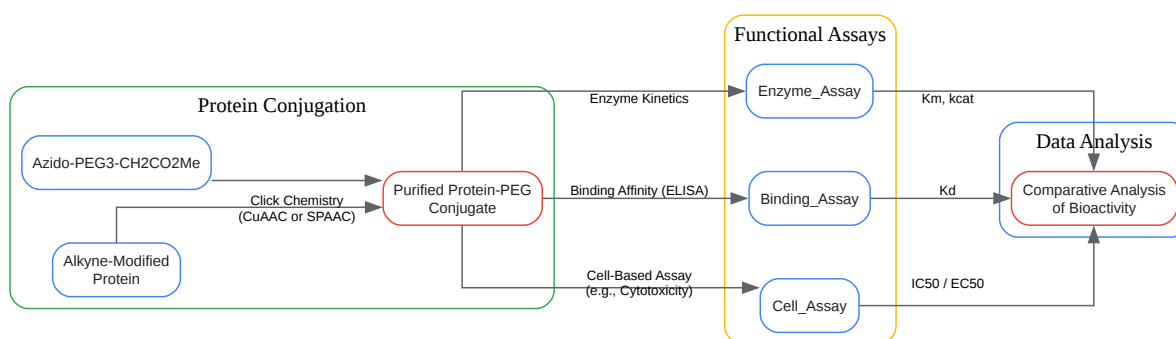 Functional Assays
Protein Conjugation
Enzyme_Assay
Enzyme Kinetics
Km, kcat
Data Analysis
Azido-PEG3-CH2CO2Me
Purified Protein-PEG
Conjugate
Click Chemistry
(CuAAC or SPAAC)
Binding Affinity (ELISA)
Binding_Assay
Kd
Comparative Analysis
of Bioactivity
Alkyne-Modified
Protein
Cell-Based Assay
(e.g., Cytotoxicity)
Cell_Assay
IC50 / EC50